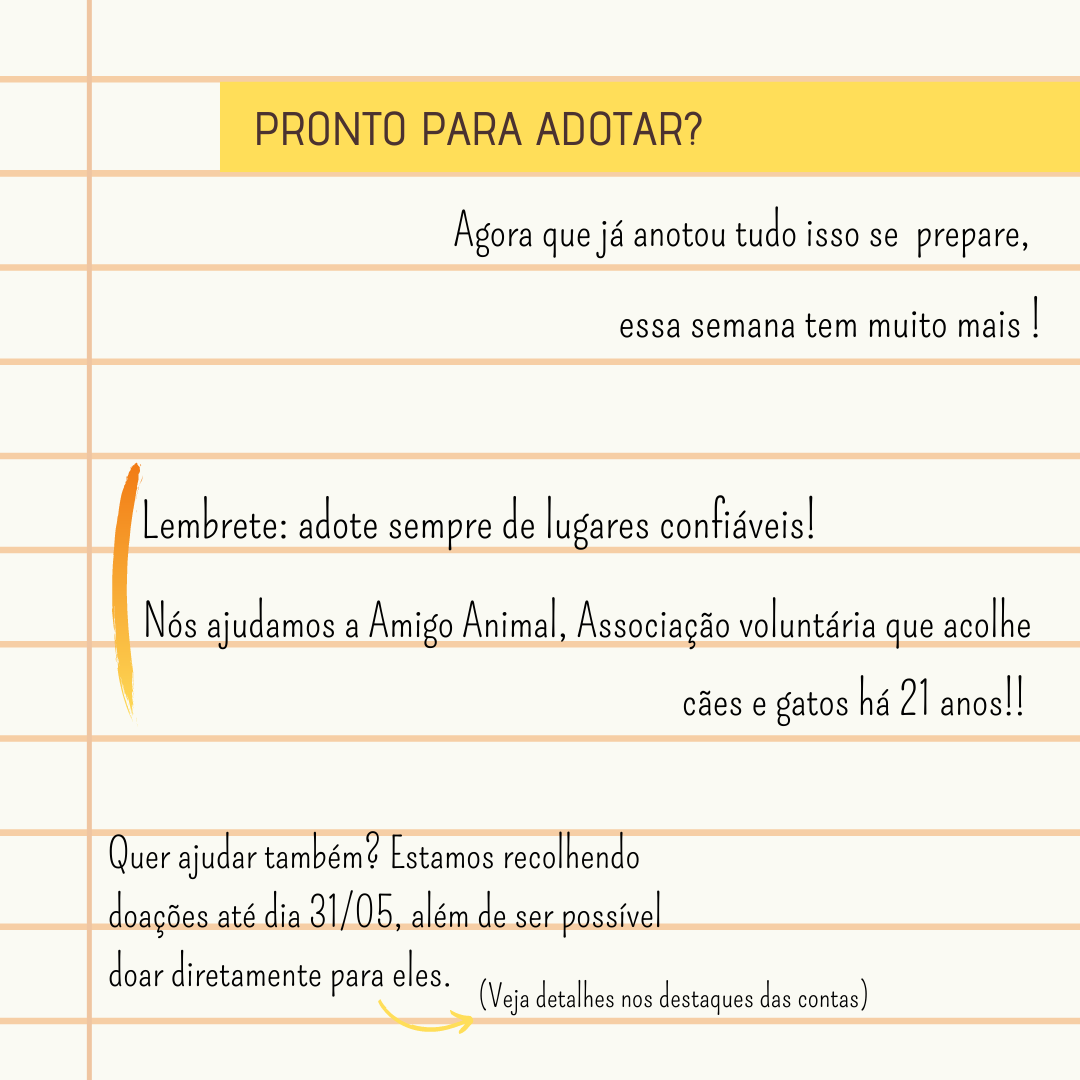 PRONTO PARA ADOTAR?
Agora que já anotou tudo isso se prepare,
essa semana tem muito mais !
Lembrete: adote sempre de lugares confiáveis!
Nós ajudamos a Amigo Animal, Associação voluntária que acolhe
cães e gatos há 21 anos!!
Quer ajudar também? Estamos recolhendo
doações até dia 31/05, além de ser possível
doar diretamente para eles.
(Veja detalhes nos destaques das contas)